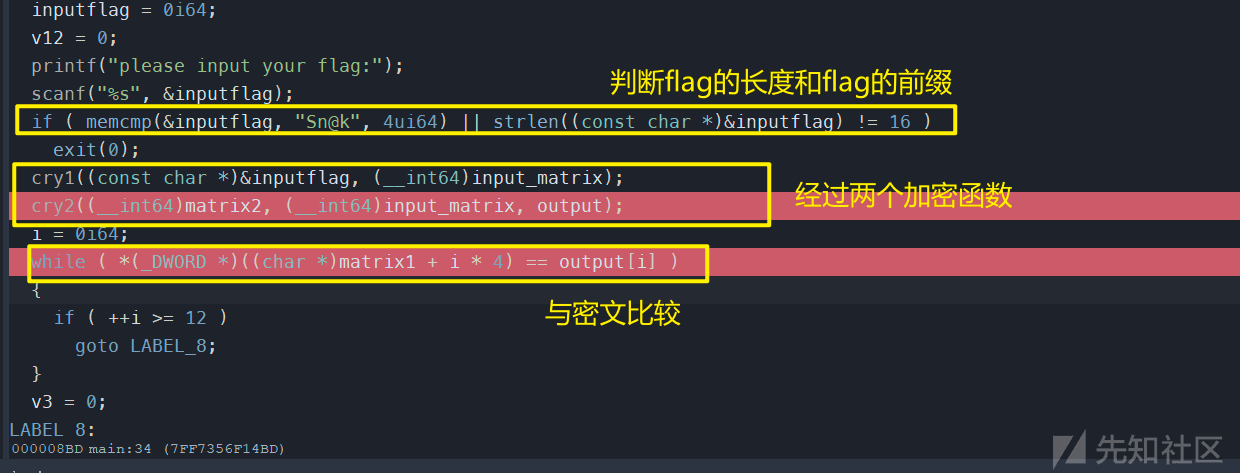 inputflag = 0i64;
v12 = 0;
printf("please input your flag:");
判断flag的长度和flag的前缀
scanf("%s", &inputflag);
if ( memcmp(&inputflag, "Sn@k", 4ui64) || strlen((const char *)&inputflag) != 16 )
exit(0);
cry1((const char *)&inputflag, (__int64)input_matrix);
经过两个加密函数
cry2((__int64)matrix2, (__int64)input_matrix, output);
i = 0i64;
while ( *(_DWORD *)((char *)matrix1 + i * 4) == output[i] )
{
与密文比较
if ( ++i >= 12 )
goto LABEL_8;
}
v3 = 0;
LABEL 8:
000008BD main:34 (7FF7356F14BD)
先知社区